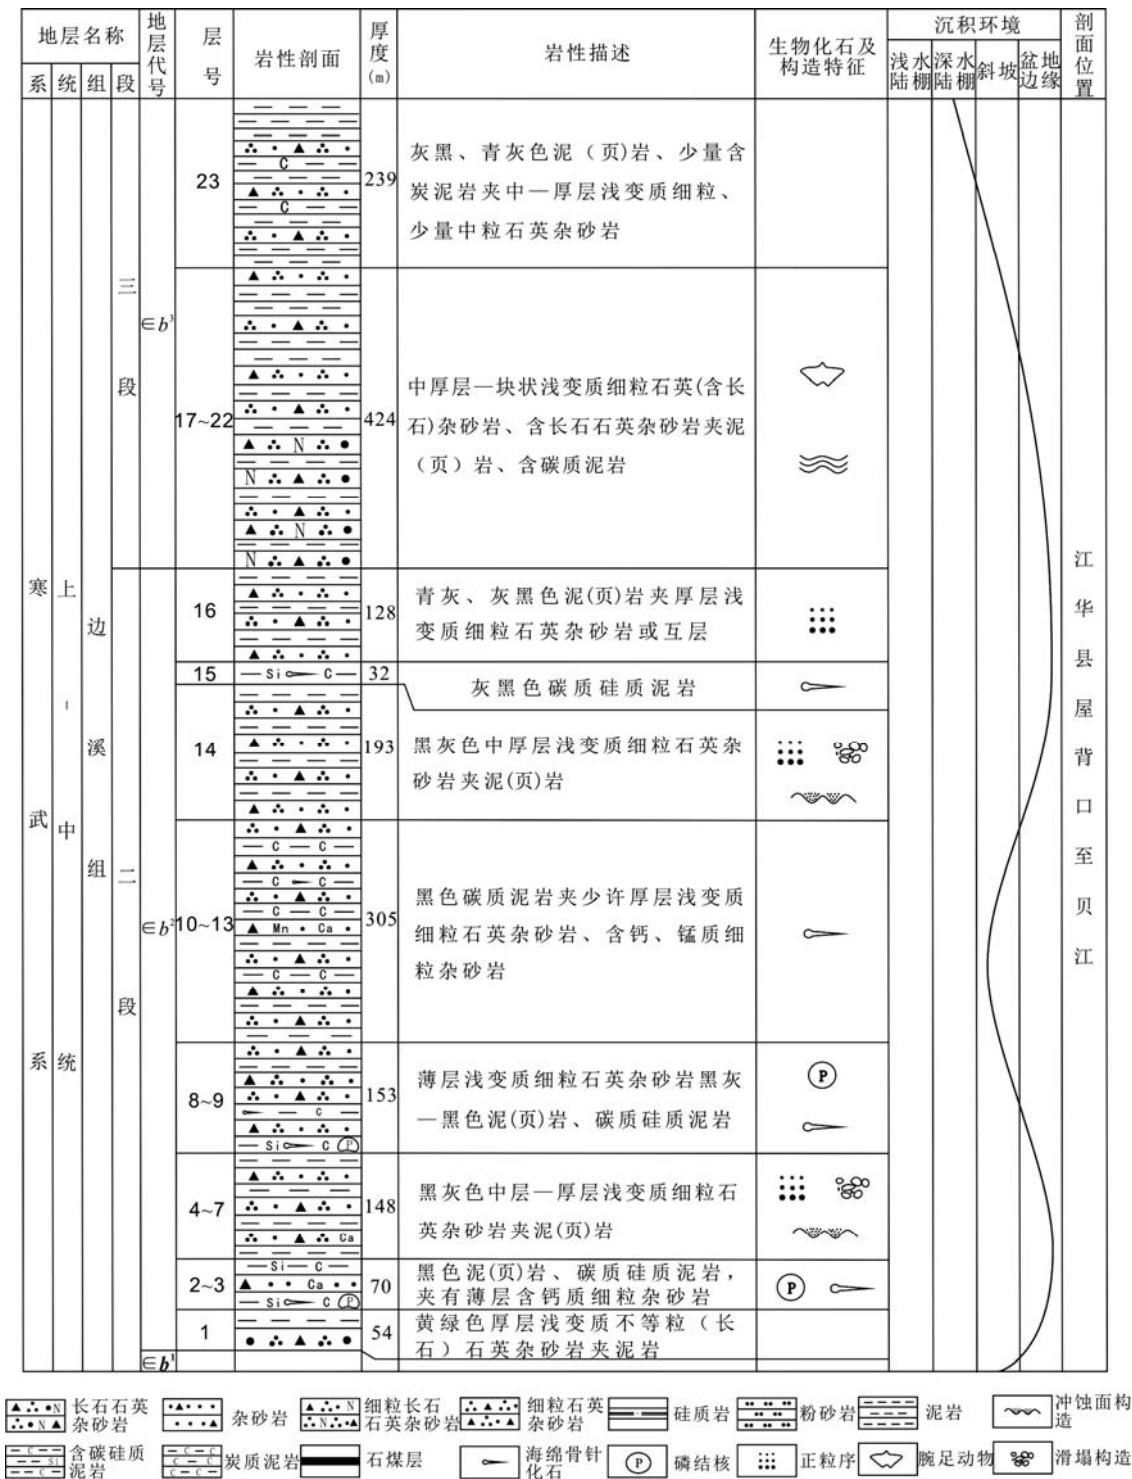 地层名称
地层代号
层号
岩性剖面
厚度(m)
岩性描述
生物化石及
构造特征
沉积环境
剖面位置
系
统
组
段
浅水陆棚
深水陆棚
斜坡
盆地边缘
寒武系
上-中统
边溪组
三段
∈b³
23
C
C
239
灰黑、青灰色泥（页)岩、少量含
炭泥岩夹中—厚层浅变质细粒、
少量中粒石英杂砂岩
17~22
N
N
N
N
424
中厚层—块状浅变质细粒石英(含长
石)杂砂岩、含长石石英杂砂岩夹泥
（页）岩、含碳质泥岩
二段
∈b²
16
128
青灰、灰黑色泥(页)岩夹厚层浅
变质细粒石英杂砂岩或互层
15
Si C
32
灰黑色碳质硅质泥岩
14
193
黑灰色中厚层浅变质细粒石英杂
砂岩夹泥(页)岩
10~13
C C
C C
C C
Mn Ca
C C
305
黑色碳质泥岩夹少许厚层浅变质
细粒石英杂砂岩、含钙、锰质细
粒杂砂岩
8~9
C
Si C P
153
薄层浅变质细粒石英杂砂岩黑灰
—黑色泥(页)岩、碳质硅质泥岩
P
4~7
Ca
148
黑灰色中层—厚层浅变质细粒石
英杂砂岩夹泥(页)岩
2~3
Si C
Ca
Si C P
70
黑色泥(页)岩、碳质硅质泥岩，
夹有薄层含钙质细粒杂砂岩
P
1
54
黄绿色厚层浅变质不等粒（长
石）石英杂砂岩夹泥岩
∈b¹
江华县屋背口至贝江
N
N
长石石英
杂砂岩
杂砂岩
N
N N
细粒长石
石英杂砂岩
细粒石英
杂砂岩
硅质岩
粉砂岩
泥岩
冲蚀面构
造
C C
Si
C C
含碳硅质
泥岩
C C
C
C C
炭质泥岩
石煤层
海绵骨针
化石
P
磷结核
正粒序
腕足动物
滑塌构造